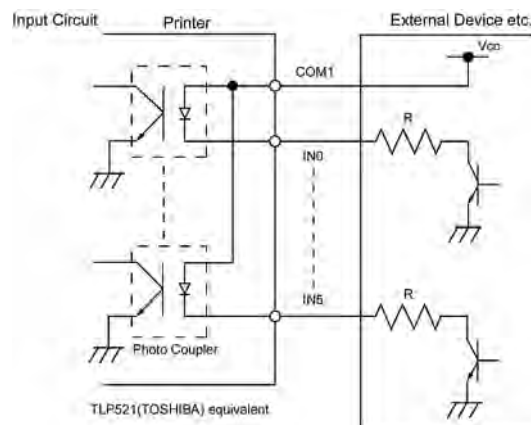 Input Circuit
Printer
External Device etc.
Vcc
COM1
R
IN0
R
IN5
Photo Coupler
TLP521(TOSHIBA) equivalent